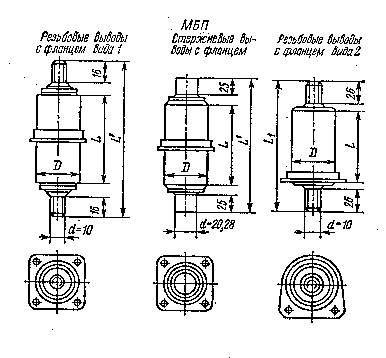 МБП
Резьбовые выводы
с фланцем вида 1
Стержневые вы-
воды с фланцем
Резьбовые выводы
с фланцем вида 2
16
L
L*
D
16
d=10
25
L
L*
D
25
d=20,28
26
L1
L
D
26
d=10